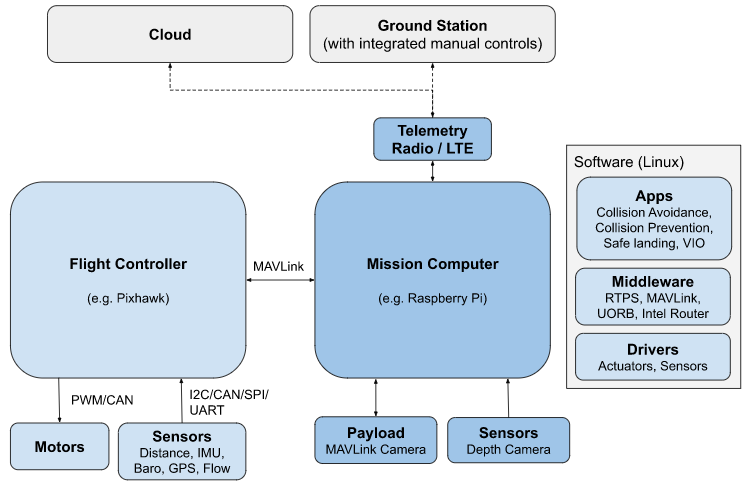 Cloud
Ground Station
(with integrated manual controls)
Telemetry
Radio / LTE
Flight Controller
(e.g. Pixhawk)
MAVLink
Mission Computer
(e.g. Raspberry Pi)
PWM/CAN
I2C/CAN/SPI/
UART
Motors
Sensors
Distance, IMU,
Baro, GPS, Flow
Payload
MAVLink Camera
Sensors
Depth Camera
Software (Linux)
Apps
Collision Avoidance,
Collision Prevention,
Safe landing, VIO
Middleware
RTPS, MAVLink,
UORB, Intel Router
Drivers
Actuators, Sensors